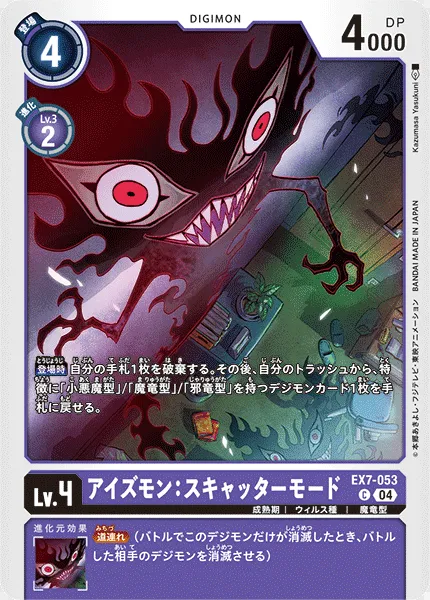 DIGIMON
登場
4
DP
4000
進化
Lv.3
2
Kazumasa Yasukuni
BANDAI MADE IN JAPAN
©本郷あきよし・フジテレビ・東映アニメーション
【登場時】自分の手札1枚を破棄する。その後、自分のトラッシュから、特
徴に「小悪魔型」/「魔竜型」/「邪竜型」を持つデジモンカード1枚を手
札に戻せる。
Lv.4
アイズモン:スキャッターモード
EX7-053
C 04
成熟期 | ウィルス種 | 魔竜型
進化元効果
道連れ (バトルでこのデジモンだけが消滅したとき、バトル
した相手のデジモンを消滅させる)